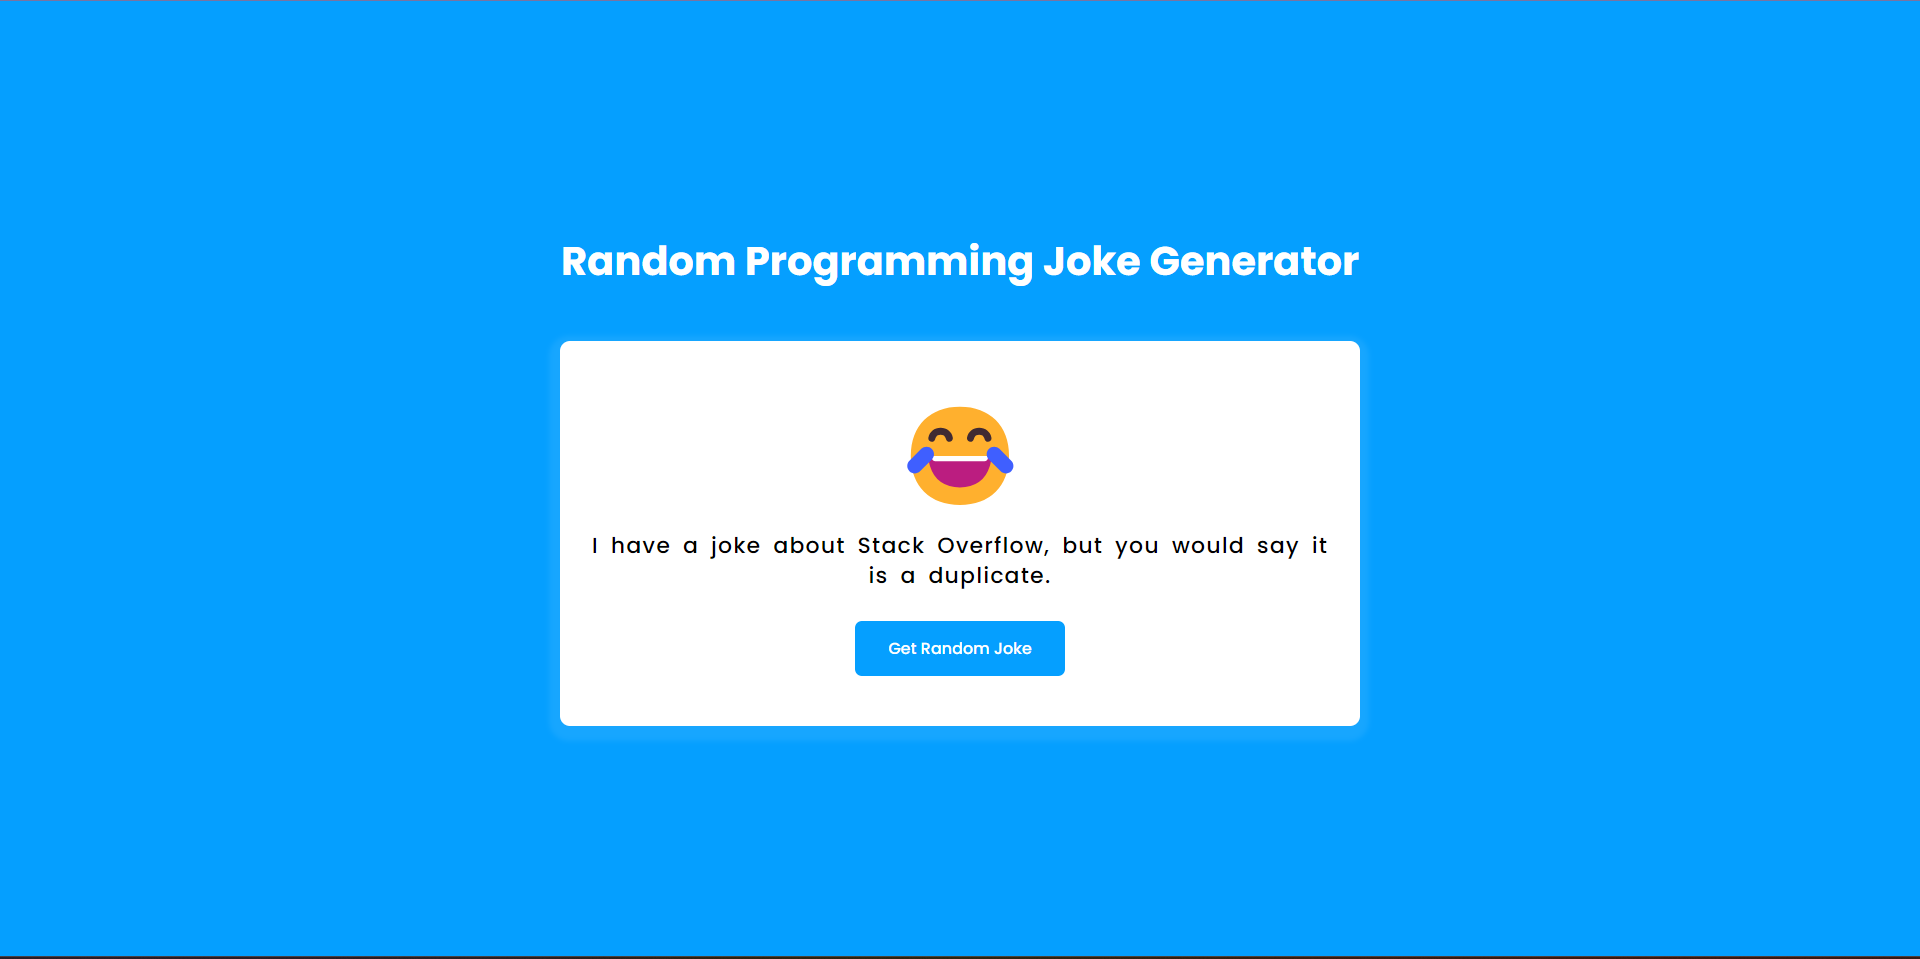 Random Programming Joke Generator
I have a joke about Stack Overflow, but you would say it
is a duplicate.
Get Random Joke